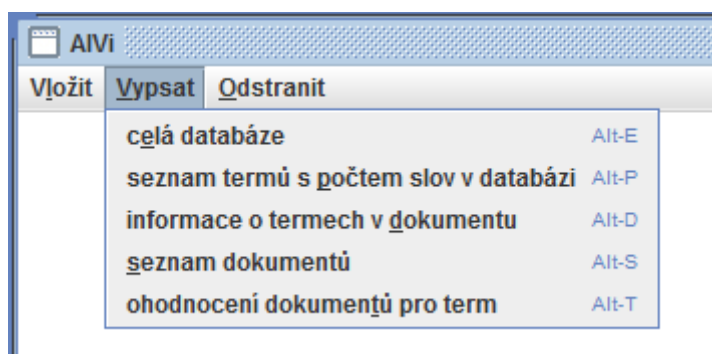 AIVi
Vložit Vypsat Odstranit
celá databáze Alt-E
seznam termů s počtem slov v databázi Alt-P
informace o termech v dokumentu Alt-D
seznam dokumentů Alt-S
ohodnocení dokumentů pro term Alt-T